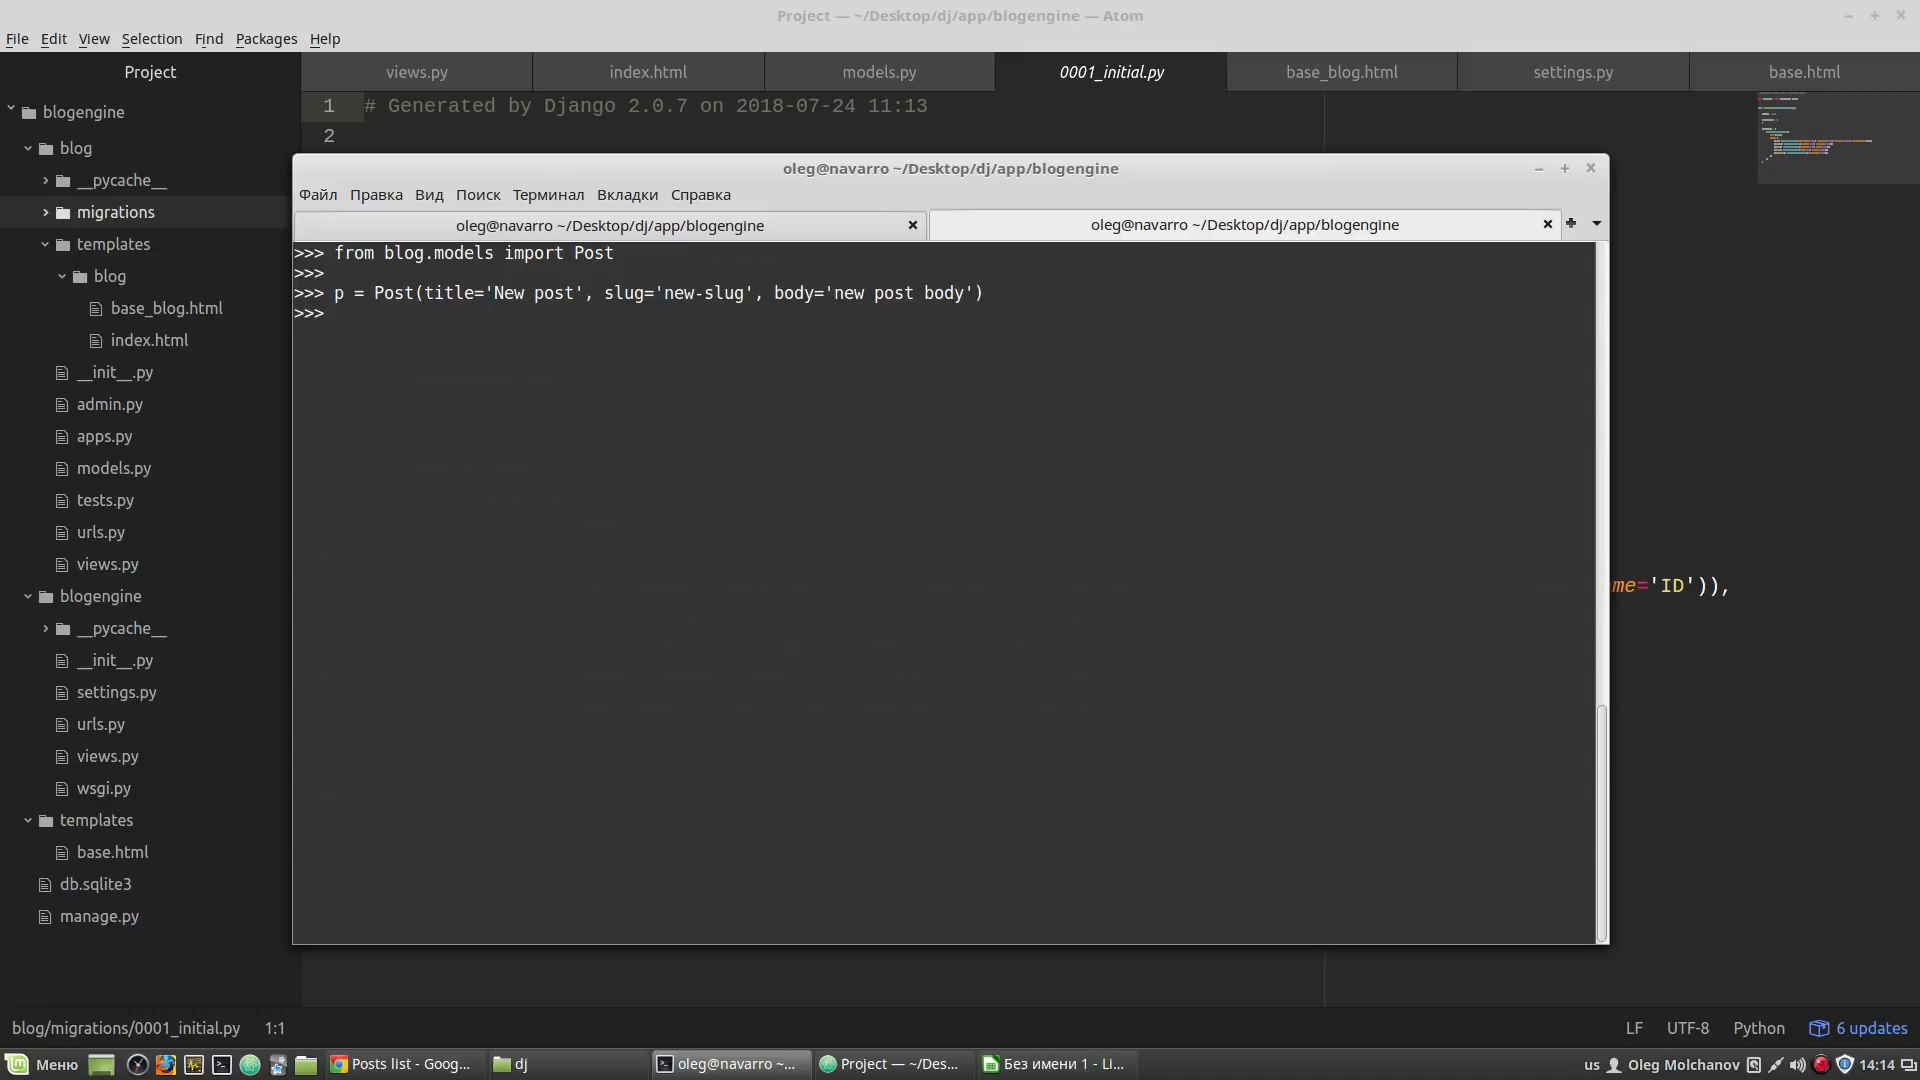 Project — ~/Desktop/dj/app/blogengine — Atom
File Edit View Selection Find Packages Help
Project
views.py index.html models.py 0001_initial.py base_blog.html settings.py base.html
1 # Generated by Django 2.0.7 on 2018-07-24 11:13
2
blogengine
blog
__pycache__
migrations
templates
blog
base_blog.html
index.html
__init__.py
admin.py
apps.py
models.py
tests.py
urls.py
views.py
blogengine
__pycache__
__init__.py
settings.py
urls.py
views.py
wsgi.py
templates
base.html
db.sqlite3
manage.py
oleg@navarro ~/Desktop/dj/app/blogengine
Файл Правка Вид Поиск Терминал Вкладки Справка
oleg@navarro ~/Desktop/dj/app/blogengine oleg@navarro ~/Desktop/dj/app/blogengine
>>> from blog.models import Post
>>>
>>> p = Post(title='New post', slug='new-slug', body='new post body')
>>>
me='ID')),
blog/migrations/0001_initial.py 1:1 LF UTF-8 Python 6 updates
Меню Posts list - Goog... dj oleg@navarro ~... Project — ~/Des... Без имени 1 - Li... us Oleg Molchanov 14:14